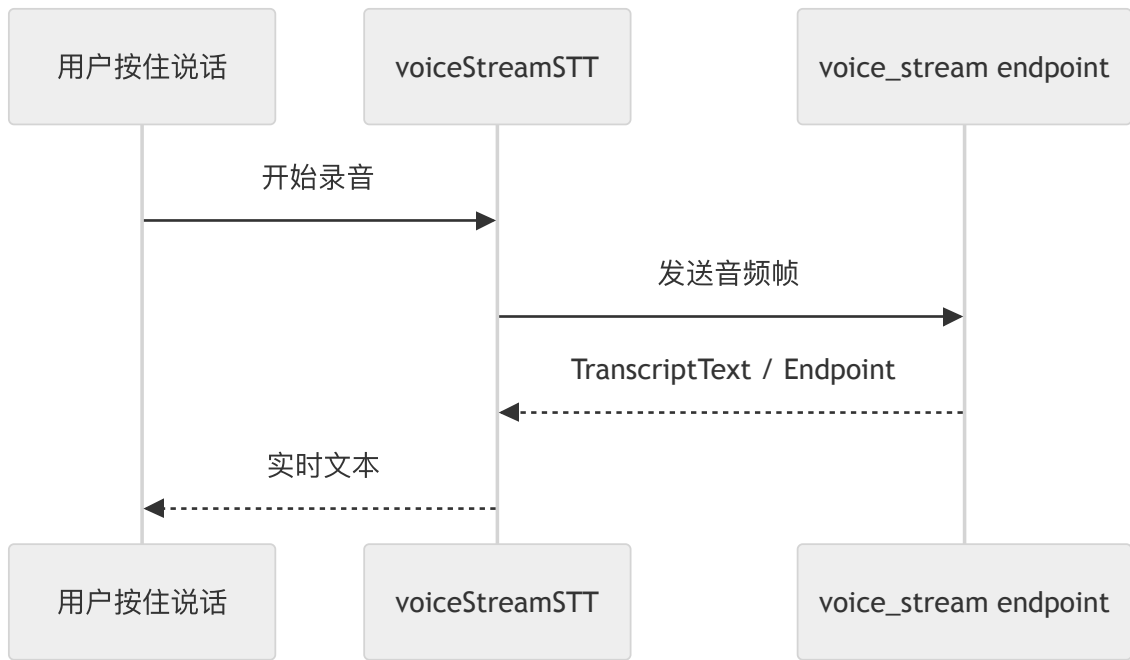 用户按住说话
voiceStreamSTT
voice_stream endpoint
开始录音
发送音频帧
TranscriptText / Endpoint
实时文本
用户按住说话
voiceStreamSTT
voice_stream endpoint